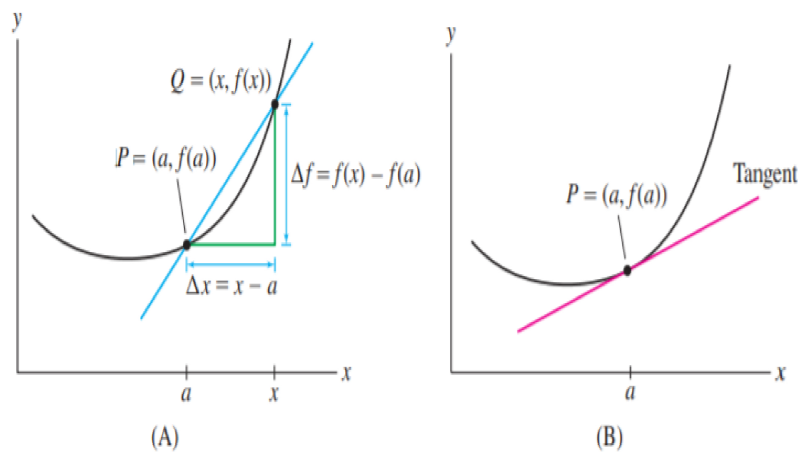 y
Q = (x, f(x))
P = (a, f(a))
Δf = f(x) − f(a)
Δx = x − a
a
x
x
(A)
y
Tangent
P = (a, f(a))
x
a
(B)